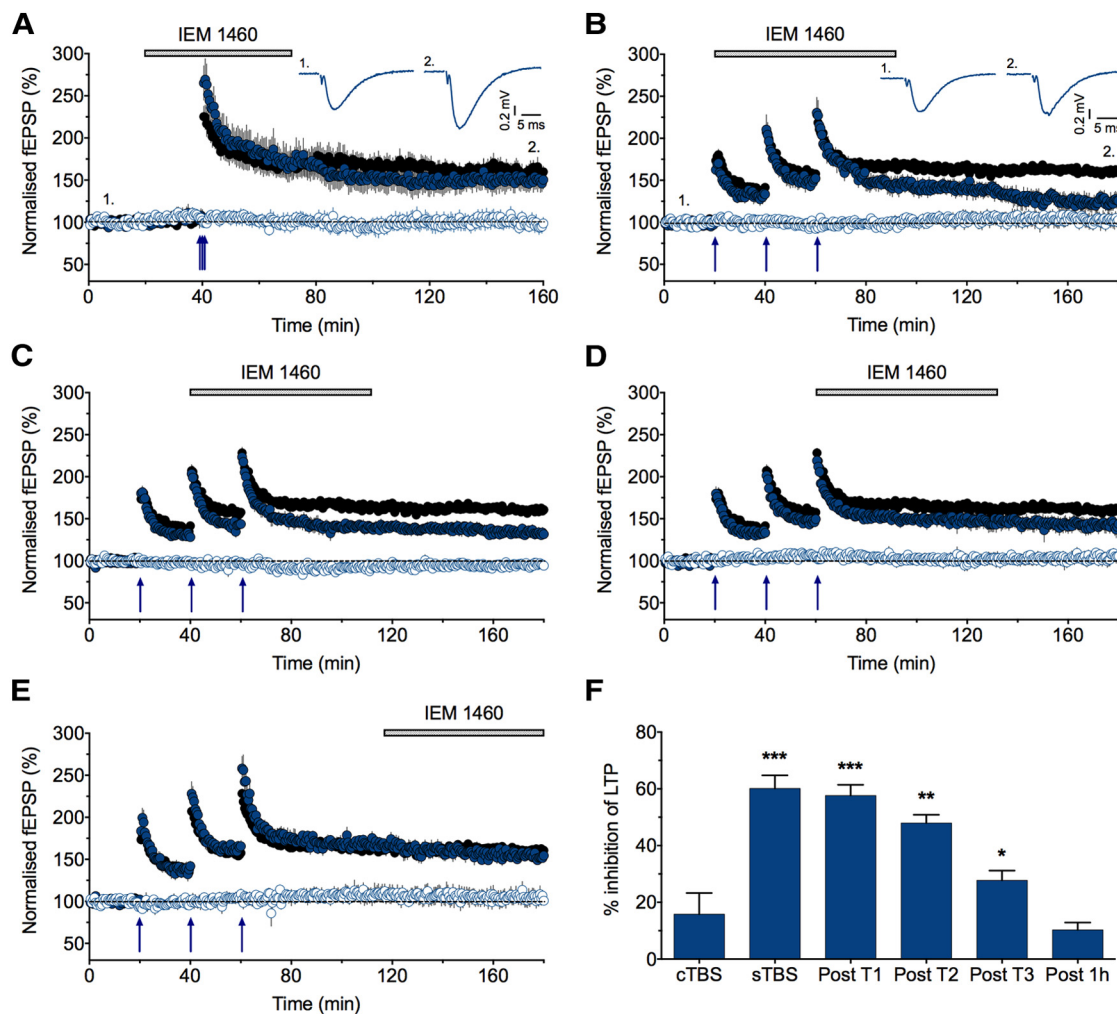 A
IEM 1460
Normalised fEPSP (%)
300
250
200
150
100
50
1.
1.
2.
0.2 mV
5 ms
2.
0 40 80 120 160
Time (min)
B
IEM 1460
Normalised fEPSP (%)
300
250
200
150
100
50
1.
1.
2.
0.2 mV
5 ms
2.
0 40 80 120 160
Time (min)
C
IEM 1460
Normalised fEPSP (%)
300
250
200
150
100
50
0 40 80 120 160
Time (min)
D
IEM 1460
Normalised fEPSP (%)
300
250
200
150
100
50
0 40 80 120 160
Time (min)
E
IEM 1460
Normalised fEPSP (%)
300
250
200
150
100
50
0 40 80 120 160
Time (min)
F
% inhibition of LTP
80
60
40
20
0
*** *** ** *
cTBS sTBS Post T1 Post T2 Post T3 Post 1h